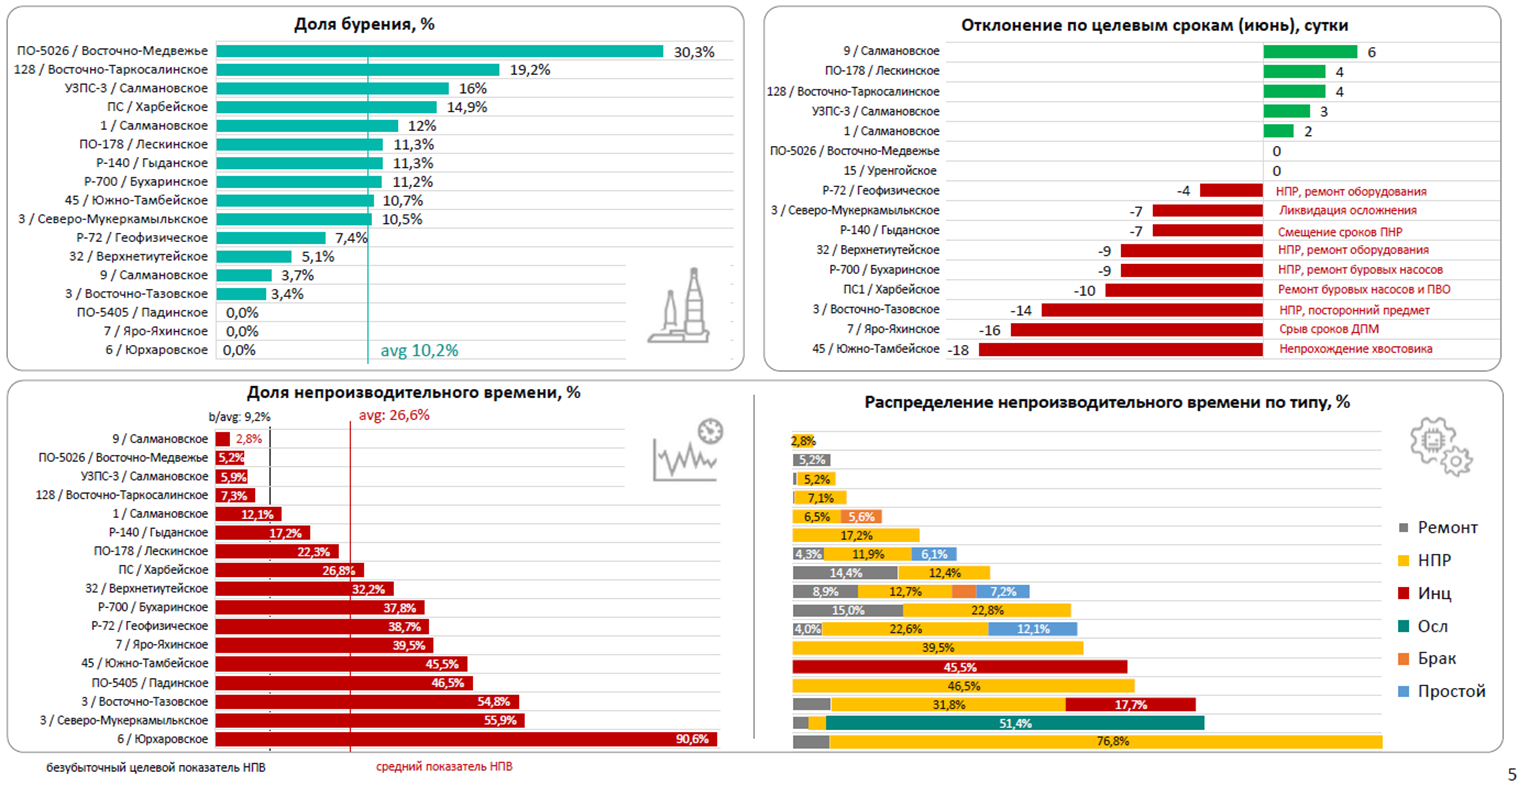 Доля бурения, %
ПО-5026 / Восточно-Медвежье 30,3%
128 / Восточно-Таркосалинское 19,2%
УЗПС-3 / Салмановское 16%
ПС / Харбейское 14,9%
1 / Салмановское 12%
ПО-178 / Лескинское 11,3%
Р-140 / Гыданское 11,3%
Р-700 / Бухаринское 11,2%
45 / Южно-Тамбейское 10,7%
3 / Северо-Мукеркамылькское 10,5%
Р-72 / Геофизическое 7,4%
32 / Верхнетиутейское 5,1%
9 / Салмановское 3,7%
3 / Восточно-Тазовское 3,4%
ПО-5405 / Падинское 0,0%
7 / Яро-Яхинское 0,0%
6 / Юрхаровское 0,0%
avg 10,2%
Отклонение по целевым срокам (июнь), сутки
9 / Салмановское 6
ПО-178 / Лескинское 4
128 / Восточно-Таркосалинское 4
УЗПС-3 / Салмановское 3
1 / Салмановское 2
ПО-5026 / Восточно-Медвежье 0
15 / Уренгойское 0
Р-72 / Геофизическое -4 НПР, ремонт оборудования
3 / Северо-Мукеркамылькское -7 Ликвидация осложнения
Р-140 / Гыданское -7 Смещение сроков ПНР
32 / Верхнетиутейское -9 НПР, ремонт оборудования
Р-700 / Бухаринское -9 НПР, ремонт буровых насосов
ПС1 / Харбейское -10 Ремонт буровых насосов и ПВО
3 / Восточно-Тазовское -14 НПР, посторонний предмет
7 / Яро-Яхинское -16 Срыв сроков ДПМ
45 / Южно-Тамбейское -18 Непрохождение хвостовика
Доля непроизводительного времени, %
b/avg: 9,2% avg: 26,6%
9 / Салмановское 2,8%
ПО-5026 / Восточно-Медвежье 5,2%
УЗПС-3 / Салмановское 5,9%
128 / Восточно-Таркосалинское 7,3%
1 / Салмановское 12,1%
Р-140 / Гыданское 17,2%
ПО-178 / Лескинское 22,3%
ПС / Харбейское 26,8%
32 / Верхнетиутейское 32,2%
Р-700 / Бухаринское 37,8%
Р-72 / Геофизическое 38,7%
7 / Яро-Яхинское 39,5%
45 / Южно-Тамбейское 45,5%
ПО-5405 / Падинское 46,5%
3 / Восточно-Тазовское 54,8%
3 / Северо-Мукеркамылькское 55,9%
6 / Юрхаровское 90,6%
безубыточный целевой показатель НПВ средний показатель НПВ
Распределение непроизводительного времени по типу, %
2,8%
5,2%
5,2%
7,1%
6,5% 5,6%
17,2%
4,3% 11,9% 6,1%
14,4% 12,4%
8,9% 12,7% 7,2%
15,0% 22,8%
4,0% 22,6% 12,1%
39,5%
45,5%
46,5%
31,8% 17,7%
51,4%
76,8%
Ремонт
НПР
Инц
Осл
Брак
Простой
5